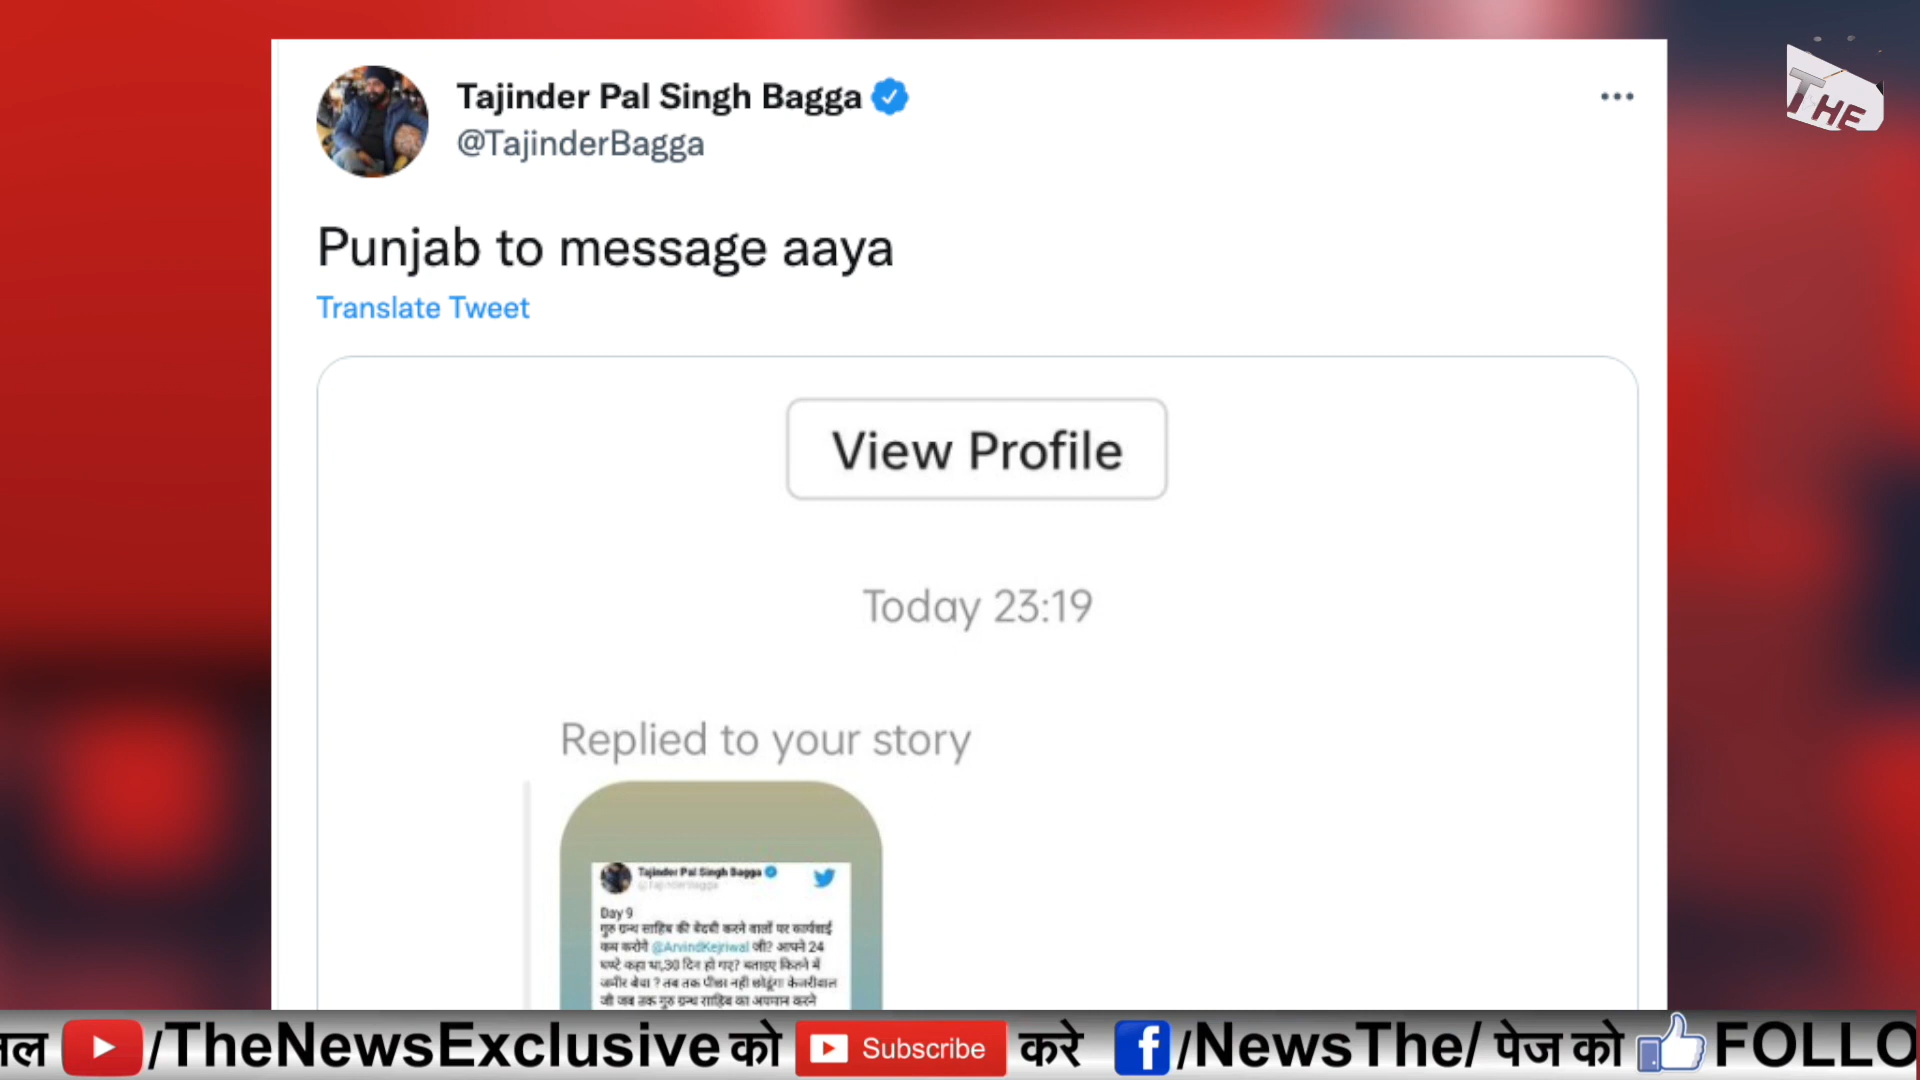 Tajinder Pal Singh Bagga
@TajinderBagga
THE
Punjab to message aaya
Translate Tweet
View Profile
Today 23:19
Replied to your story
Tajinder Pal Singh Bagga
@TajinderBagga
Day 9
गुरु ग्रन्थ साहिब की बेदबी करने वालों पर कार्यवाई
कब करोगे @ArvindKejriwal जी? आपने 24
घण्टे कहा था,30 दिन हो गए? बताइए कितने में
जमीर बेचा ? तब तक पीछा नही छोडूंगा केजरीवाल
जी जब तक गुरु ग्रन्थ साहिब का अपमान करने
/TheNewsExclusive को Subscribe करे f/NewsThe/ पेज को FOLLO